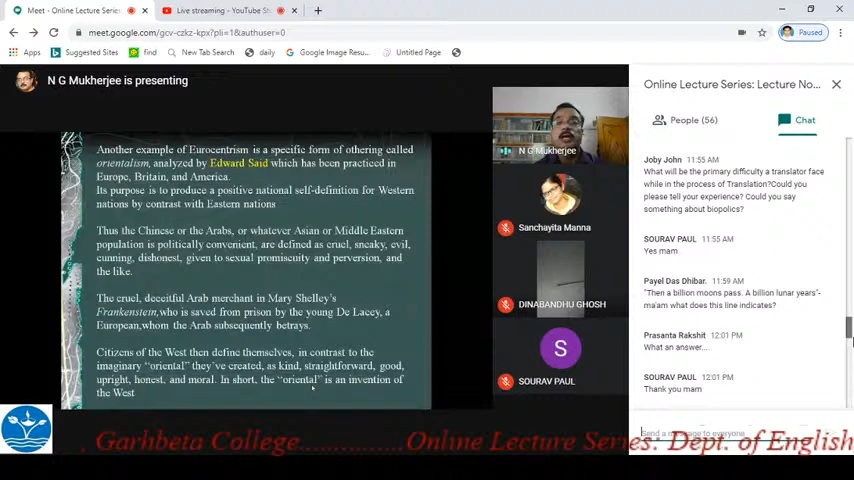 Meet - Online Lecture Series:
Live streaming - YouTube
meet.google.com/gcv-czkz-kpx?pli=1&authuser=0
Paused
Apps
Suggested Sites
New Tab Search
daily
Google Image Resu...
Untitled Page
N G Mukherjee is presenting
Another example of Eurocentrism is a specific form of othering called
orientalism, analyzed by Edward Said which has been practiced in
Europe, Britain, and America.
Its purpose is to produce a positive national self-definition for Western
nations by contrast with Eastern nations
Thus the Chinese or the Arabs, or whatever Asian or Middle Eastern
population is politically convenient, are defined as cruel, sneaky, evil,
cunning, dishonest, given to sexual promiscuity and perversion, and
the like.
The cruel, deceitful Arab merchant in Mary Shelley's
Frankenstein,who is saved from prison by the young De Lacey, a
European,whom the Arab subsequently betrays.
Citizens of the West then define themselves, in contrast to the
imaginary "oriental" they've created, as kind, straightforward, good,
upright, honest, and moral. In short, the "oriental" is an invention of
the West
N G Mukherjee
Sanchayita Manna
DINABANDHU GHOSH
S
SOURAV PAUL
Online Lecture Series: Lecture No...
People (56)
Chat
Joby John 11:55 AM
What will be the primary difficulty a translator face
while in the process of Translation?Could you
please tell your experience? Could you say
something about biopolics?
SOURAV PAUL 11:55 AM
Yes mam
Payel Das Dhibar. 11:59 AM
"Then a billion moons pass. A billion lunar years"-
ma'am what does this line indicates?
Prasanta Rakshit 12:01 PM
What an answer...
SOURAV PAUL 12:01 PM
Thank you mam
Send a message to everyone
. Garhbeta College..............Online Lecture Series: Dept. of English